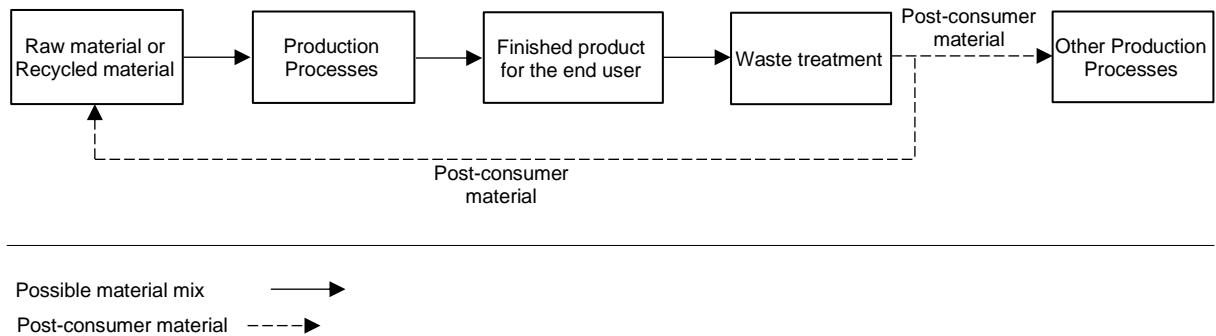 Raw material or
Recycled material
Production
Processes
Finished product
for the end user
Waste treatment
Post-consumer
material
Other Production
Processes
Post-consumer
material
Possible material mix
Post-consumer material